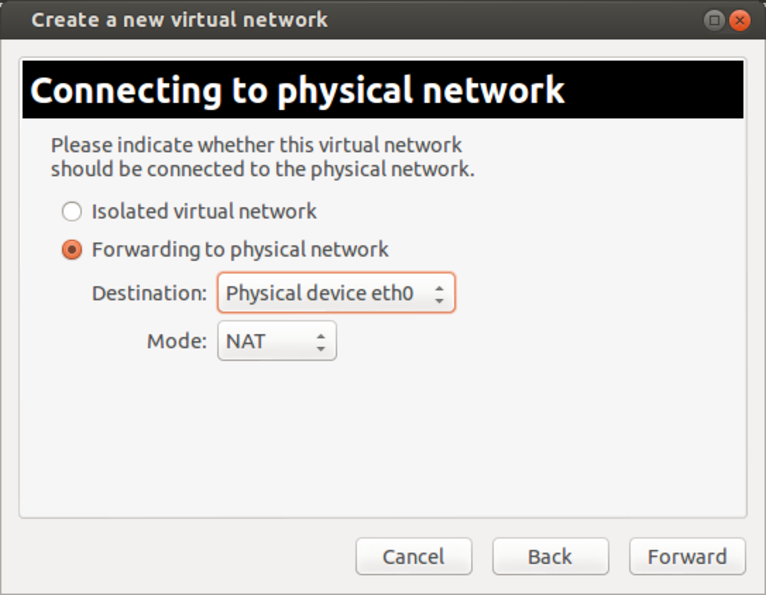 Create a new virtual network
Connecting to physical network
Please indicate whether this virtual network
should be connected to the physical network.
Isolated virtual network
Forwarding to physical network
Destination: Physical device eth0
Mode: NAT
Cancel Back Forward